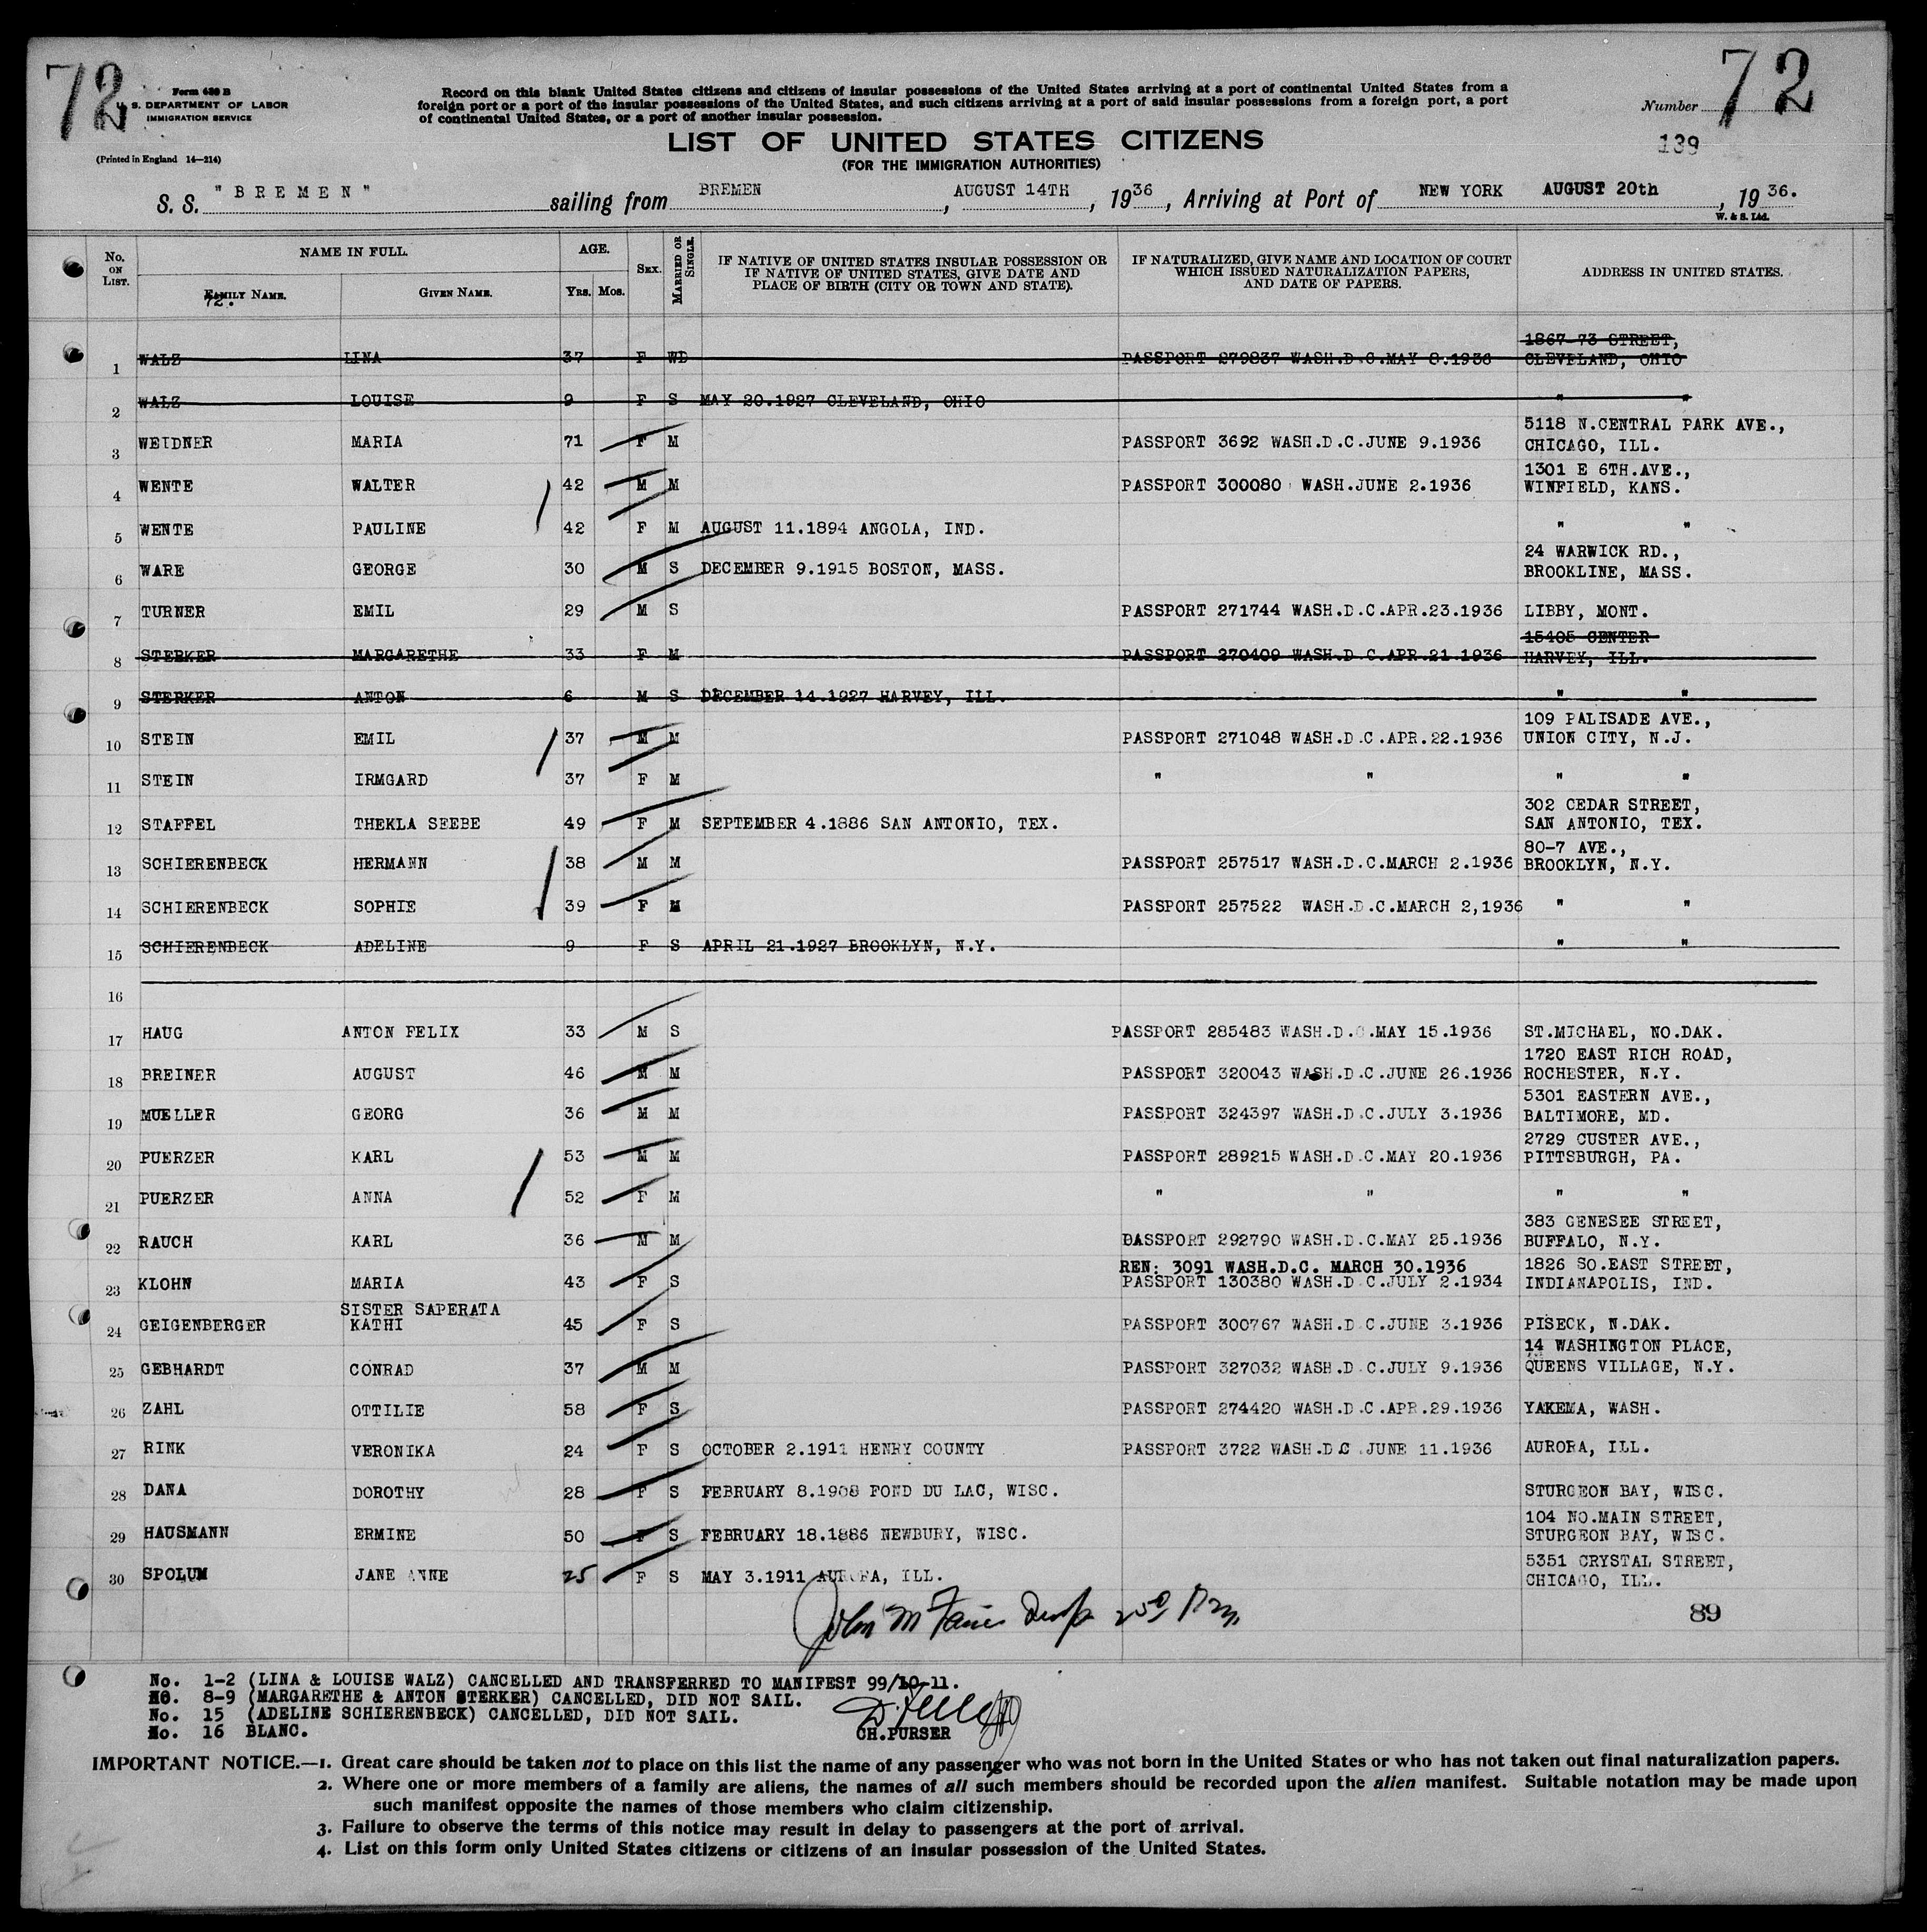 72
72
Form 630 B
U. S. DEPARTMENT OF LABOR
IMMIGRATION SERVICE
(Printed in England 14—214)
Record on this blank United States citizens and citizens of insular possessions of the United States arriving at a port of continental United States from a
foreign port or a port of the insular possessions of the United States, and such citizens arriving at a port of said insular possessions from a foreign port, a port
of continental United States, or a port of another insular possession.
Number
139
LIST OF UNITED STATES CITIZENS
(FOR THE IMMIGRATION AUTHORITIES)
S. S. "BREMEN" sailing from BREMEN, AUGUST 14TH, 1936, Arriving at Port of NEW YORK AUGUST 20th, 1936.
W. & S. Ltd.
No. ON LIST. NAME IN FULL. AGE. SEX. MARRIED OR SINGLE. IF NATIVE OF UNITED STATES INSULAR POSSESSION OR IF NATIVE OF UNITED STATES, GIVE DATE AND PLACE OF BIRTH (CITY OR TOWN AND STATE). IF NATURALIZED, GIVE NAME AND LOCATION OF COURT WHICH ISSUED NATURALIZATION PAPERS, AND DATE OF PAPERS. ADDRESS IN UNITED STATES.
FAMILY NAME. GIVEN NAME. YRS. MOS.
72.
1 WALZ LINA 37 F WD PASSPORT 279837 WASH.D.C.MAY 8.1936 1867-73 STREET, CLEVELAND, OHIO
2 WALZ LOUISE 9 F S MAY 20.1927 CLEVELAND, OHIO " "
3 WEIDNER MARIA 71 F M PASSPORT 3692 WASH.D.C.JUNE 9.1936 5118 N.CENTRAL PARK AVE., CHICAGO, ILL.
4 WENTE WALTER 42 M M PASSPORT 300080 WASH.JUNE 2.1936 1301 E 6TH.AVE., WINFIELD, KANS.
5 WENTE PAULINE 42 F M AUGUST 11.1894 ANGOLA, IND. " "
6 WARE GEORGE 30 M S DECEMBER 9.1915 BOSTON, MASS. 24 WARWICK RD., BROOKLINE, MASS.
7 TURNER EMIL 29 M S PASSPORT 271744 WASH.D.C.APR.23.1936 LIBBY, MONT.
8 STERKER MARGARETHE 33 F M PASSPORT 270409 WASH.D.C.APR.21.1936 15405 CENTER HARVEY, ILL.
9 STERKER ANTON 6 M S DECEMBER 14.1927 HARVEY, ILL. " "
10 STEIN EMIL 37 M M PASSPORT 271048 WASH.D.C.APR.22.1936 109 PALISADE AVE., UNION CITY, N.J.
11 STEIN IRMGARD 37 F M " " " "
12 STAFFEL THEKLA SEEBE 49 F M SEPTEMBER 4.1886 SAN ANTONIO, TEX. 302 CEDAR STREET, SAN ANTONIO, TEX.
13 SCHIERENBECK HERMANN 38 M M PASSPORT 257517 WASH.D.C.MARCH 2.1936 80-7 AVE., BROOKLYN, N.Y.
14 SCHIERENBECK SOPHIE 39 F M PASSPORT 257522 WASH.D.C.MARCH 2,1936 " "
15 SCHIERENBECK ADELINE 9 F S APRIL 21.1927 BROOKLYN, N.Y. " "
16
17 HAUG ANTON FELIX 33 M S PASSPORT 285483 WASH.D.C.MAY 15.1936 ST.MICHAEL, NO.DAK.
18 BREINER AUGUST 46 M M PASSPORT 320043 WASH.D.C.JUNE 26.1936 1720 EAST RICH ROAD, ROCHESTER, N.Y.
19 MUELLER GEORG 36 M M PASSPORT 324397 WASH.D.C.JULY 3.1936 5301 EASTERN AVE., BALTIMORE, MD.
20 PUERZER KARL 53 M M PASSPORT 289215 WASH.D.C.MAY 20.1936 2729 CUSTER AVE., PITTSBURGH, PA.
21 PUERZER ANNA 52 F M " " " "
22 RAUCH KARL 36 M M PASSPORT 292790 WASH.D.C.MAY 25.1936 383 GENESEE STREET, BUFFALO, N.Y.
23 KLOHN MARIA 43 F S REN: 3091 WASH.D.C. MARCH 30.1936 PASSPORT 130380 WASH.D.C.JULY 2.1934 1826 SO.EAST STREET, INDIANAPOLIS, IND.
24 GEIGENBERGER SISTER SAPERATA KATHI 45 F S PASSPORT 300767 WASH.D.C.JUNE 3.1936 PISECK, N.DAK.
25 GEBHARDT CONRAD 37 M M PASSPORT 327032 WASH.D.C.JULY 9.1936 14 WASHINGTON PLACE, QUEENS VILLAGE, N.Y.
26 ZAHL OTTILIE 58 F S PASSPORT 274420 WASH.D.C.APR.29.1936 YAKEMA, WASH.
27 RINK VERONIKA 24 F S OCTOBER 2.1911 HENRY COUNTY PASSPORT 3722 WASH.D.C.JUNE 11.1936 AURORA, ILL.
28 DANA DOROTHY 28 F S FEBRUARY 8.1908 FOND DU LAC, WISC. STURGEON BAY, WISC.
29 HAUSMANN ERMINE 50 F S FEBRUARY 18.1886 NEWBURY, WISC. 104 NO.MAIN STREET, STURGEON BAY, WISC.
30 SPOLUM JANE ANNE 25 F S MAY 3.1911 AURORA, ILL. 5351 CRYSTAL STREET, CHICAGO, ILL.
John M
89
No. 1-2 (LINA & LOUISE WALZ) CANCELLED AND TRANSFERRED TO MANIFEST 99/10-11.
No. 8-9 (MARGARETHE & ANTON STERKER) CANCELLED, DID NOT SAIL.
No. 15 (ADELINE SCHIERENBECK) CANCELLED, DID NOT SAIL.
No. 16 BLANC.
CH.PURSER
IMPORTANT NOTICE.—1. Great care should be taken not to place on this list the name of any passenger who was not born in the United States or who has not taken out final naturalization papers.
2. Where one or more members of a family are aliens, the names of all such members should be recorded upon the alien manifest. Suitable notation may be made upon
such manifest opposite the names of those members who claim citizenship.
3. Failure to observe the terms of this notice may result in delay to passengers at the port of arrival.
4. List on this form only United States citizens or citizens of an insular possession of the United States.